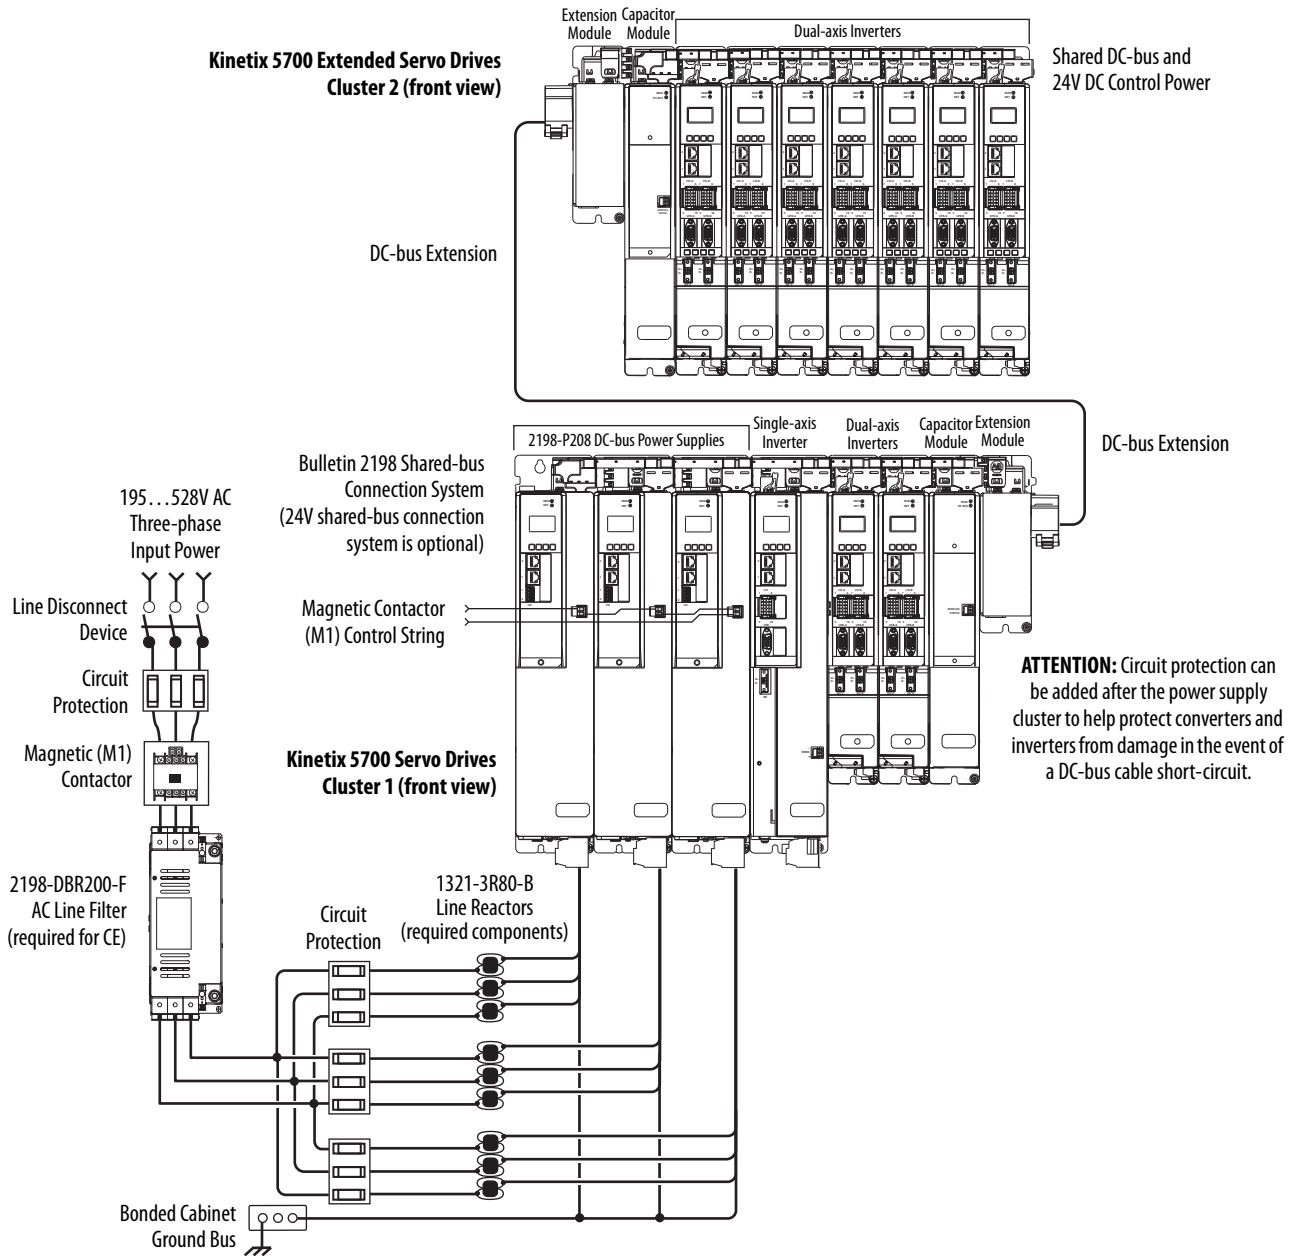 Extension Module
Capacitor Module
Dual-axis Inverters
Kinetix 5700 Extended Servo Drives
Cluster 2 (front view)
Shared DC-bus and
24V DC Control Power
DC-bus Extension
2198-P208 DC-bus Power Supplies
Single-axis
Inverter
Dual-axis
Inverters
Capacitor
Module
Extension
Module
DC-bus Extension
Bulletin 2198 Shared-bus
Connection System
(24V shared-bus connection
system is optional)
195...528V AC
Three-phase
Input Power
Line Disconnect
Device
Magnetic Contactor
(M1) Control String
Circuit
Protection
ATTENTION: Circuit protection can
be added after the power supply
cluster to help protect converters and
inverters from damage in the event of
a DC-bus cable short-circuit.
Magnetic (M1)
Contactor
Kinetix 5700 Servo Drives
Cluster 1 (front view)
2198-DBR200-F
AC Line Filter
(required for CE)
Circuit
Protection
1321-3R80-B
Line Reactors
(required components)
Bonded Cabinet
Ground Bus